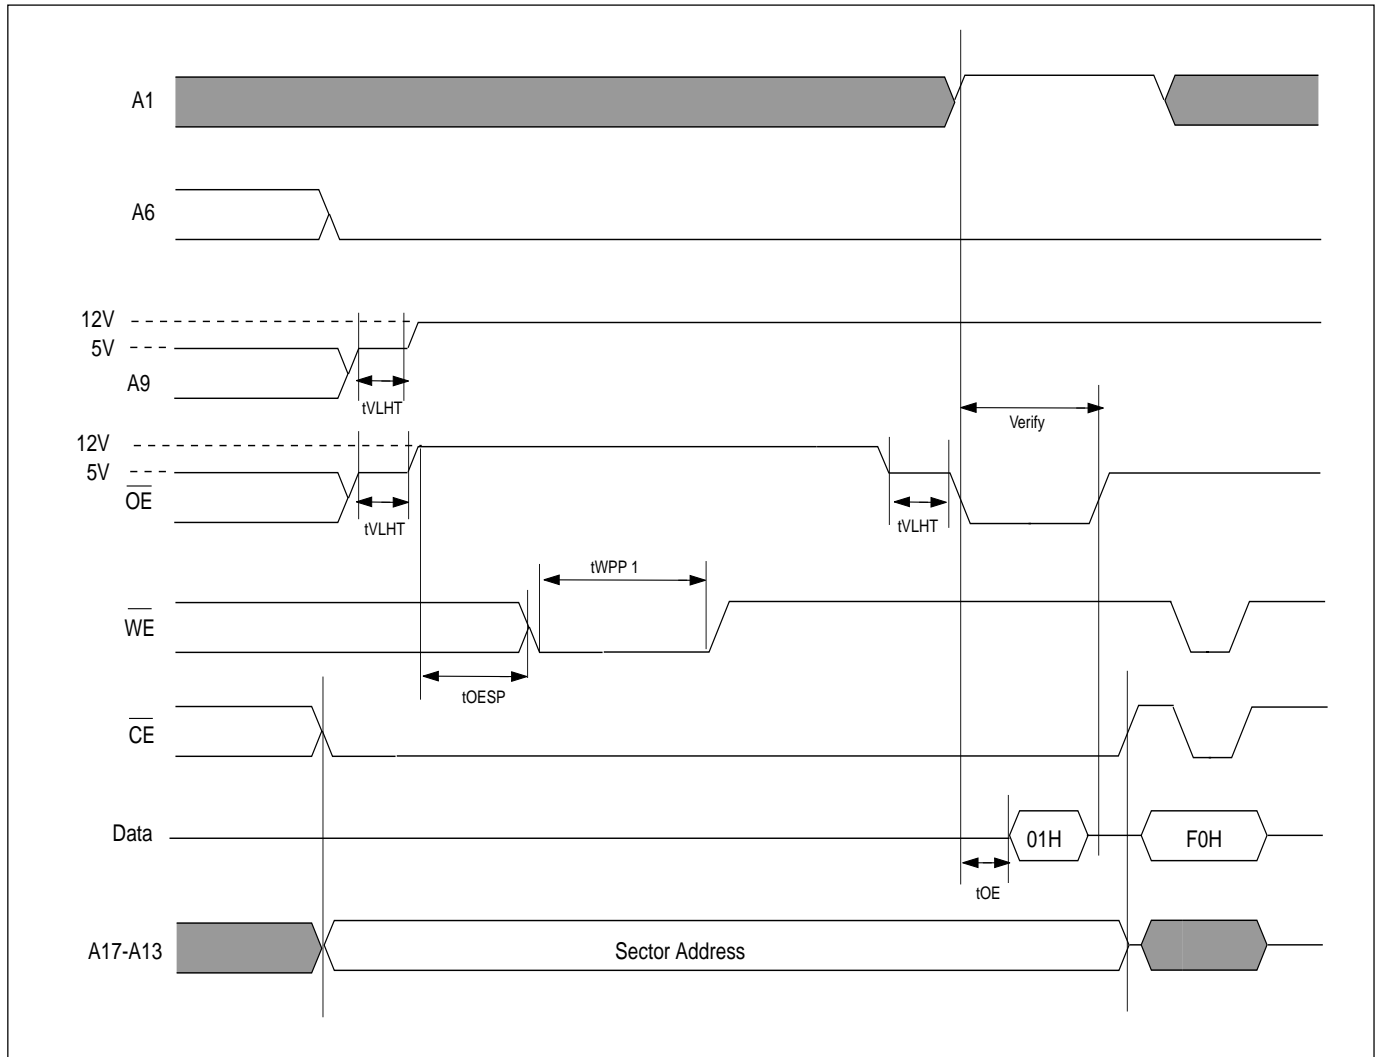 A1
A6
12V
5V
A9
tVLHT
Verify
12V
5V
OE
tVLHT
tVLHT
tWPP 1
WE
tOESP
CE
Data
01H
F0H
tOE
A17-A13
Sector Address